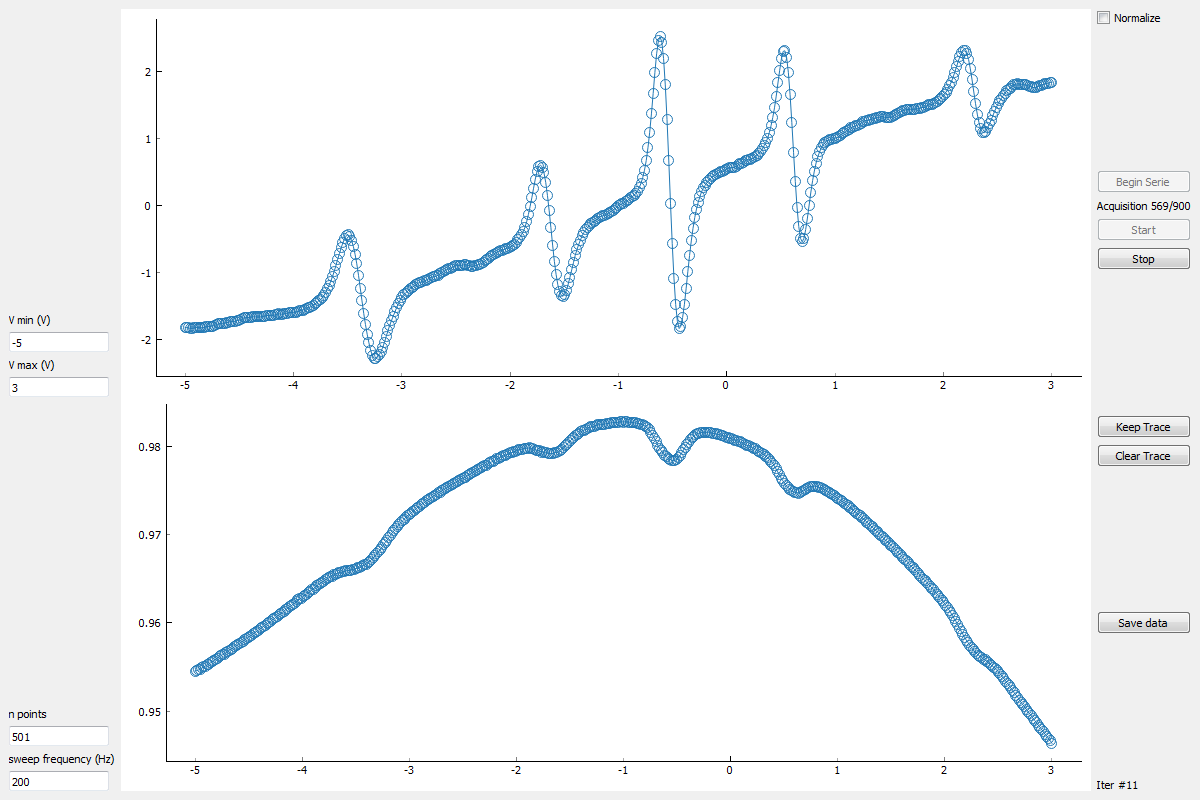 Normalize
2
1
0
-1
-2
-5 -4 -3 -2 -1 0 1 2 3
Begin Serie
Acquisition 569/900
Start
Stop
V min (V)
-5
V max (V)
3
0.98
0.97
0.96
0.95
-5 -4 -3 -2 -1 0 1 2 3
Keep Trace
Clear Trace
Save data
n points
501
sweep frequency (Hz)
200
Iter #11